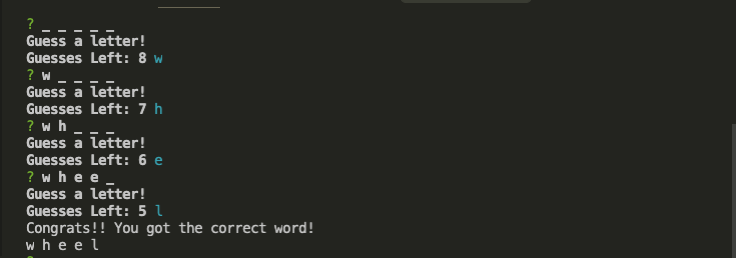 ? _ _ _ _ _
Guess a letter!
Guesses Left: 8 w
? w _ _ _ _
Guess a letter!
Guesses Left: 7 h
? w h _ _ _
Guess a letter!
Guesses Left: 6 e
? w h e e _
Guess a letter!
Guesses Left: 5 l
Congrats!! You got the correct word!
w h e e l
?